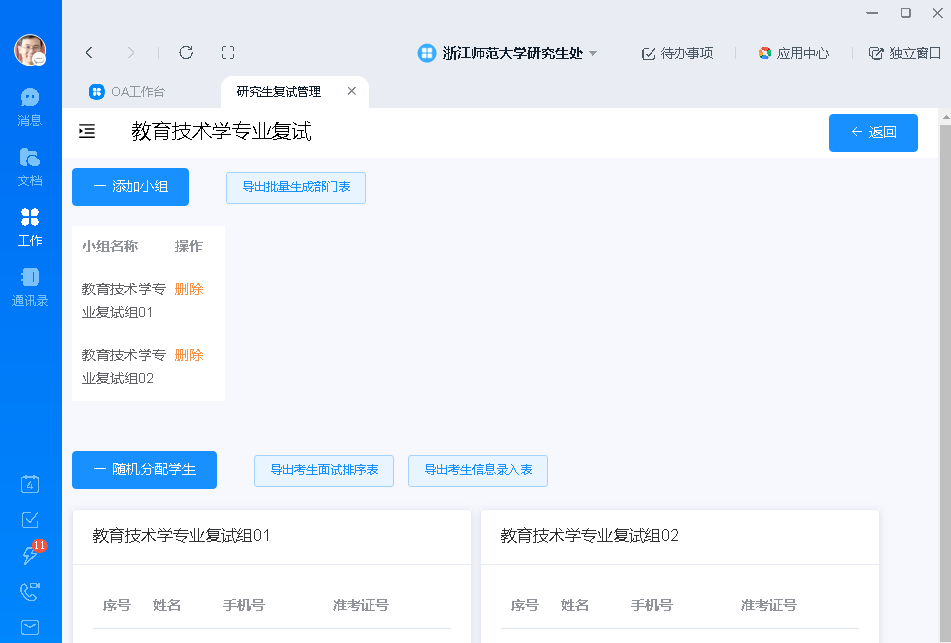 浙江师范大学研究生处
待办事项
应用中心
独立窗口
OA工作台
研究生复试管理
消息
文档
工作
通讯录
4
11
教育技术学专业复试
返回
添加小组
导出批量生成部门表
小组名称 操作
教育技术学专 删除
业复试组01
教育技术学专 删除
业复试组02
随机分配学生
导出考生面试排序表
导出考生信息录入表
教育技术学专业复试组01
序号 姓名 手机号 准考证号
教育技术学专业复试组02
序号 姓名 手机号 准考证号